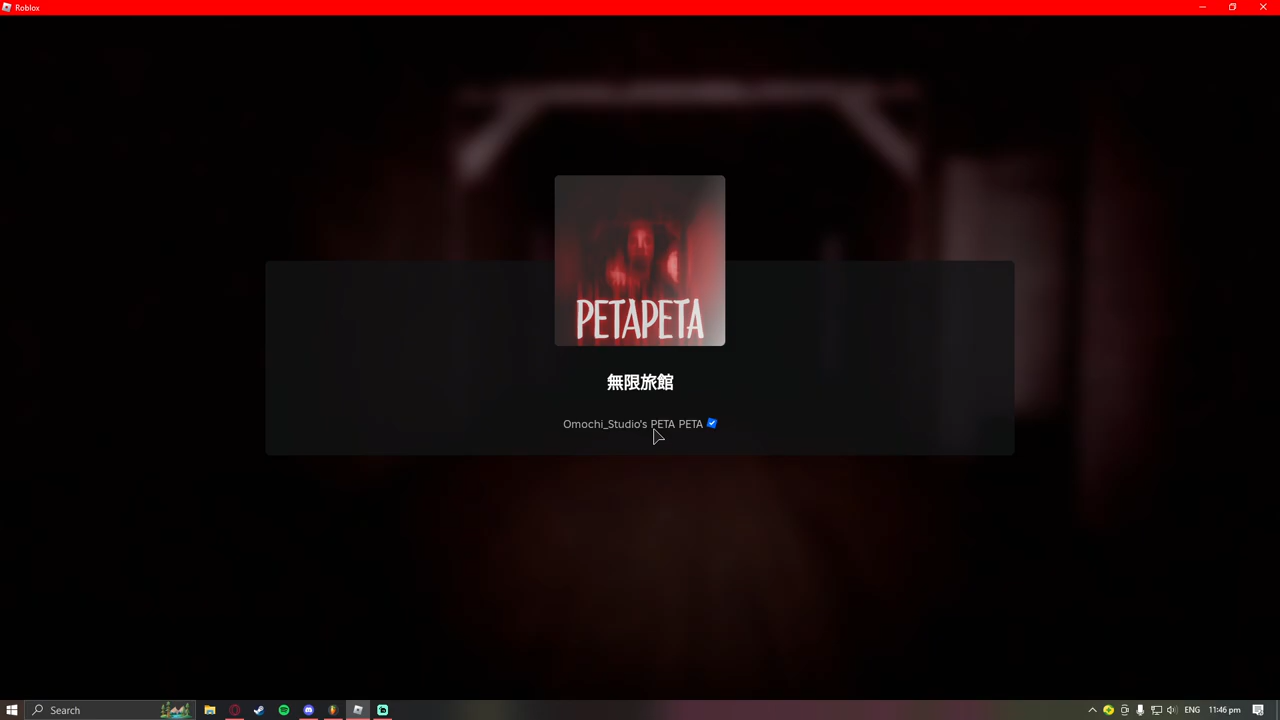 Roblox
PETAPETA
無限旅館
Omochi_Studio's PETA PETA
Search
ENG
11:46 pm